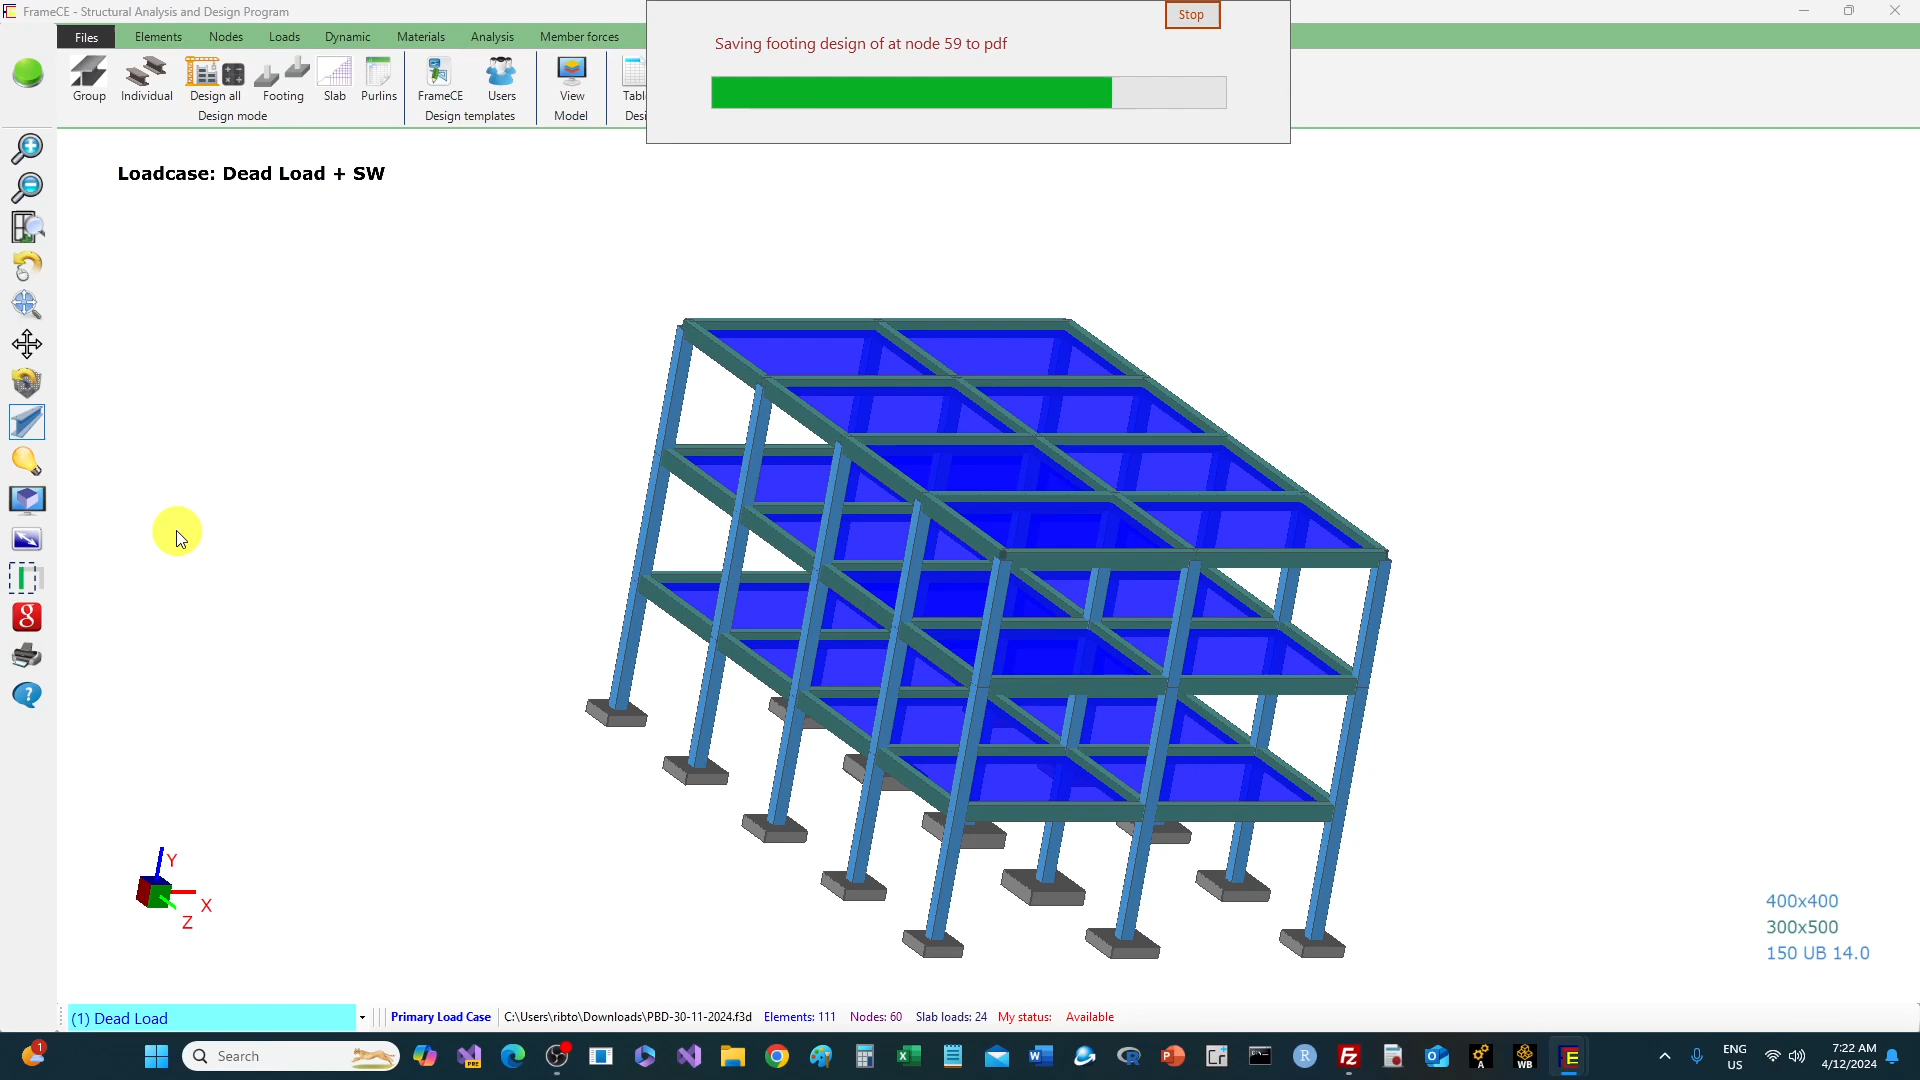 FrameCE - Structural Analysis and Design Program
Stop
Files
Elements
Nodes
Loads
Dynamic
Materials
Analysis
Member forces
Saving footing design of at node 59 to pdf
Group
Individual
Design all
Footing
Slab
Purlins
FrameCE
Users
View
Design mode
Design templates
Model
Loadcase: Dead Load + SW
Y
X
Z
400x400
300x500
150 UB 14.0
(1) Dead Load
Primary Load Case
C:\Users\ribto\Downloads\PBD-30-11-2024.f3d
Elements: 111
Nodes: 60
Slab loads: 24
My status:
Available
1
Search
PRE
A
WB
ENG
US
7:22 AM
4/12/2024